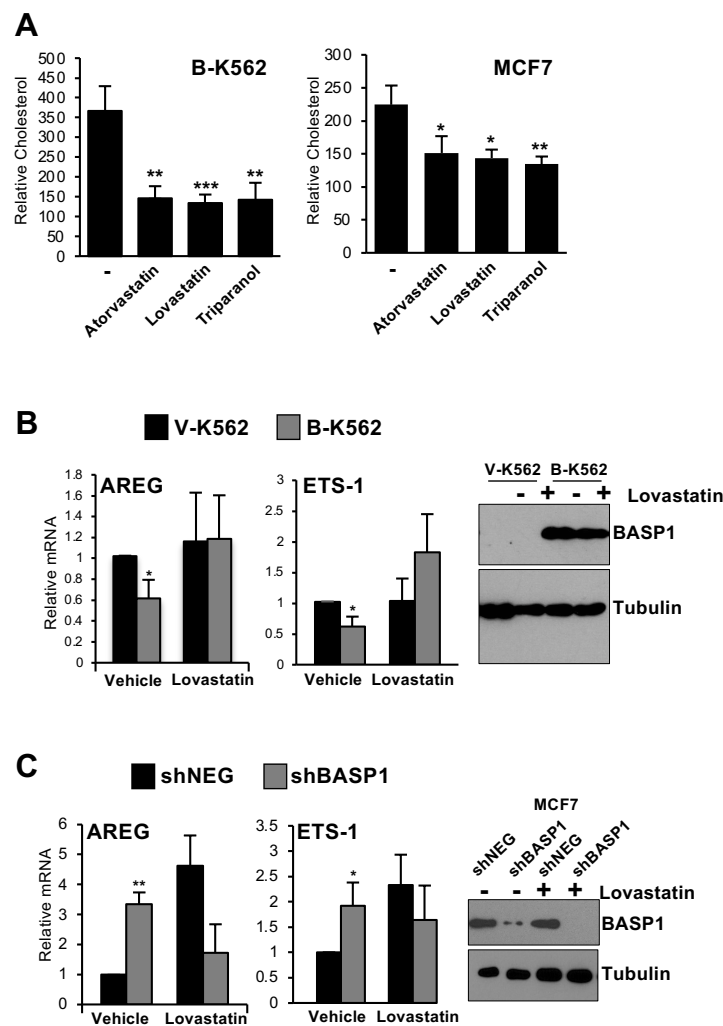 A
B-K562
MCF7
Relative Cholesterol
500
450
400
350
300
250
200
150
100
50
0
** *** **
- Atorvastatin Lovastatin Triparanol
Relative Cholesterol
300
250
200
150
100
50
0
* * **
- Atorvastatin Lovastatin Triparanol
B
V-K562 B-K562
AREG
Relative mRNA
1.8
1.6
1.4
1.2
1
0.8
0.6
0.4
0.2
0
*
Vehicle Lovastatin
ETS-1
3
2.5
2
1.5
1
0.5
0
*
Vehicle Lovastatin
V-K562 B-K562
- + - + Lovastatin
BASP1
Tubulin
C
shNEG shBASP1
AREG
Relative mRNA
6
5
4
3
2
1
0
**
Vehicle Lovastatin
ETS-1
3.5
3
2.5
2
1.5
1
0.5
0
*
Vehicle Lovastatin
MCF7
shNEG shBASP1 shNEG shBASP1
- - + + Lovastatin
BASP1
Tubulin